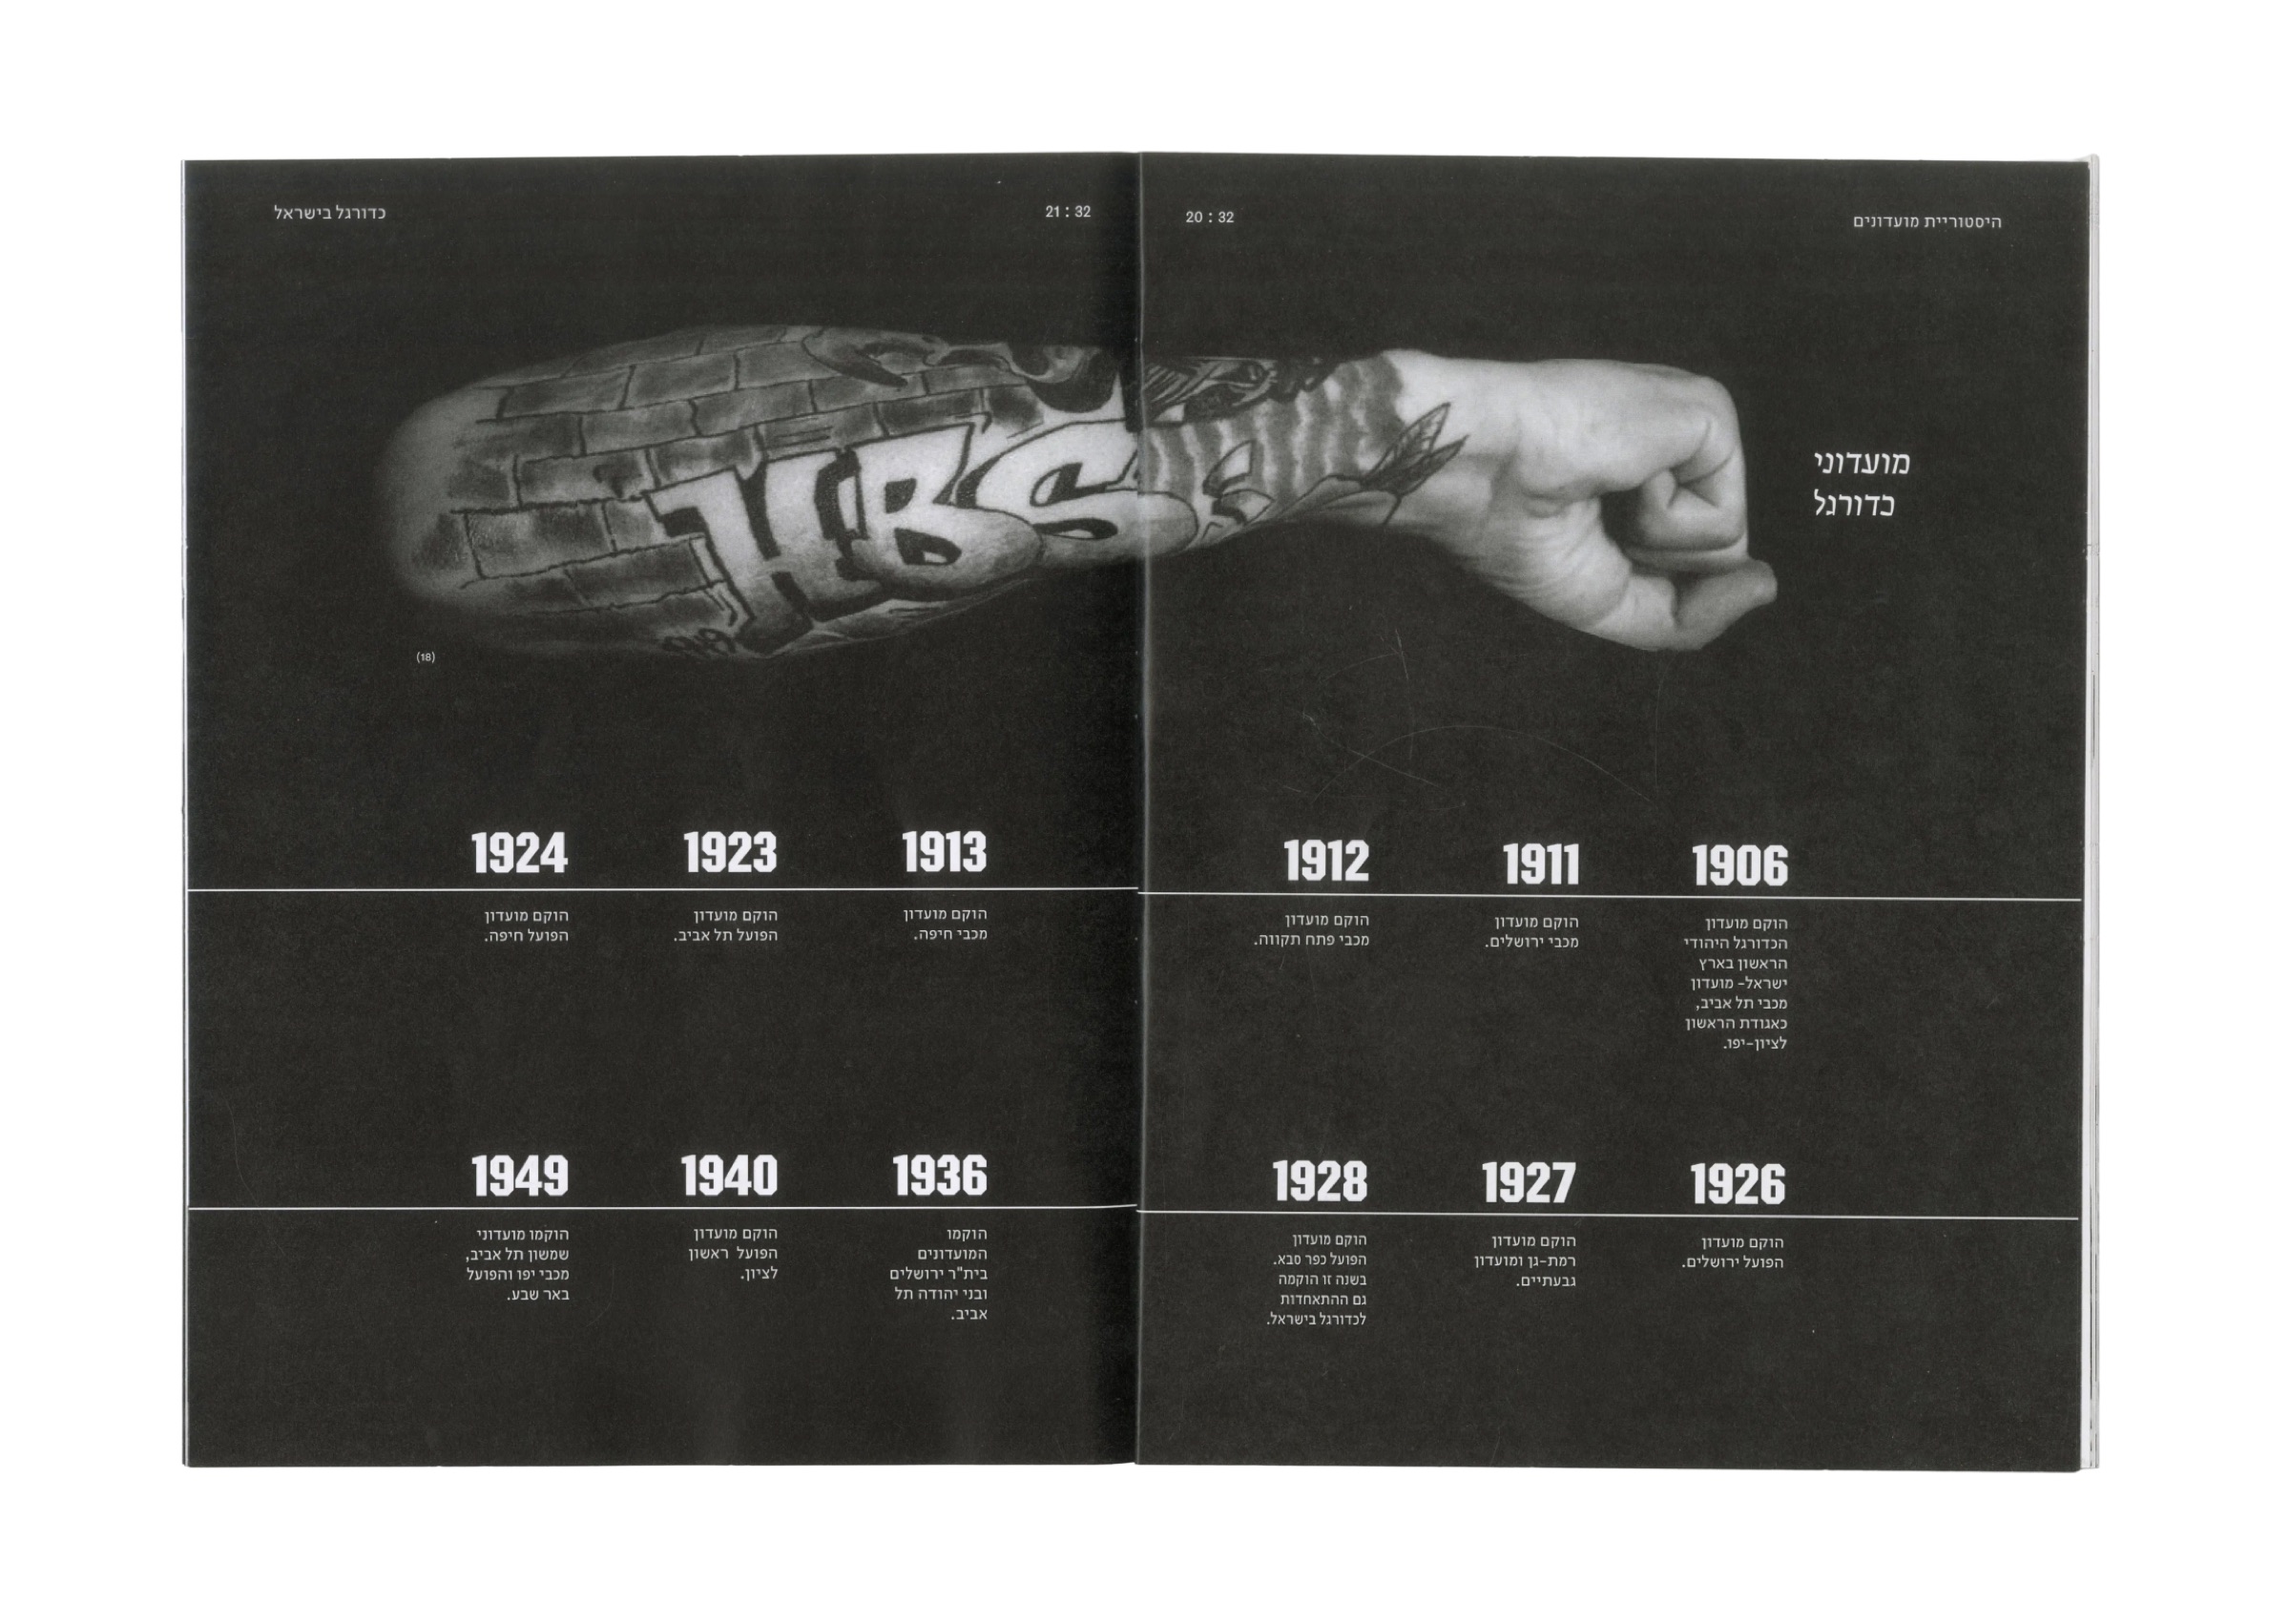 היסטוריית מועדונים
20 : 32
מועדוני
כדורגל
1906
הוקם מועדון
הכדורגל היהודי
הראשון בארץ
ישראל- מועדון
מכבי תל אביב,
כאגודת הראשון
לציון-יפו.
1911
הוקם מועדון
מכבי ירושלים.
1912
הוקם מועדון
מכבי פתח תקווה.
1926
הוקם מועדון
הפועל ירושלים.
1927
הוקם מועדון
רמת-גן ומועדון
גבעתיים.
1928
הוקם מועדון
הפועל כפר סבא.
בשנה זו הוקמה
גם ההתאחדות
לכדורגל בישראל.
21 : 32
כדורגל בישראל
HBS
(18)
1913
הוקם מועדון
מכבי חיפה.
1923
הוקם מועדון
הפועל תל אביב.
1924
הוקם מועדון
הפועל חיפה.
1936
הוקמו
המועדונים
בית"ר ירושלים
ובני יהודה תל
אביב.
1940
הוקם מועדון
הפועל ראשון
לציון.
1949
הוקמו מועדוני
שמשון תל אביב,
מכבי יפו והפועל
באר שבע.